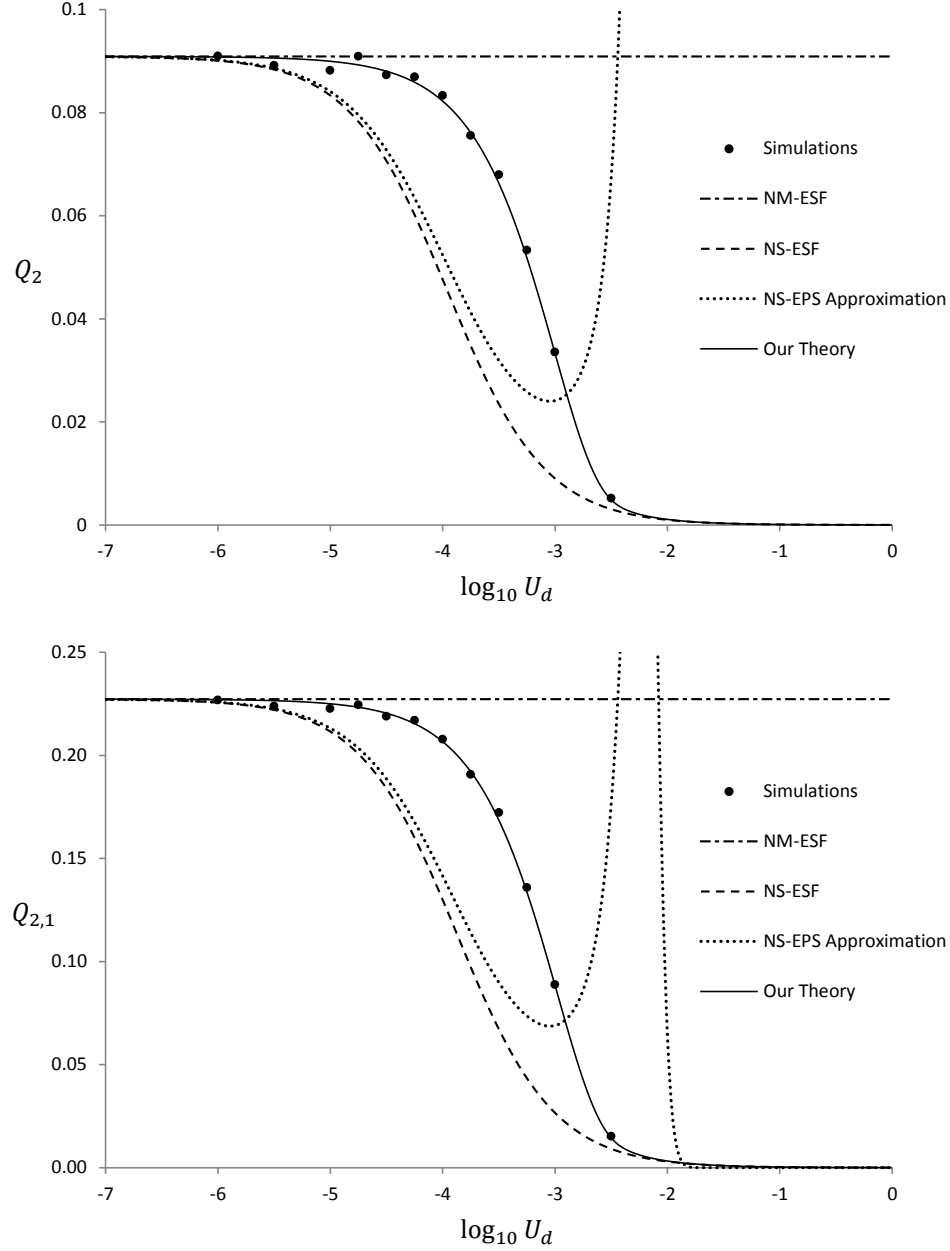 0.1
0.08
0.06
0.04
0.02
0
Q₂
-7 -6 -5 -4 -3 -2 -1 0
log₁₀ U_d
Simulations
NM-ESF
NS-ESF
NS-EPS Approximation
Our Theory
0.25
0.20
0.15
0.10
0.05
0.00
Q₂,₁
-7 -6 -5 -4 -3 -2 -1 0
log₁₀ U_d
Simulations
NM-ESF
NS-ESF
NS-EPS Approximation
Our Theory